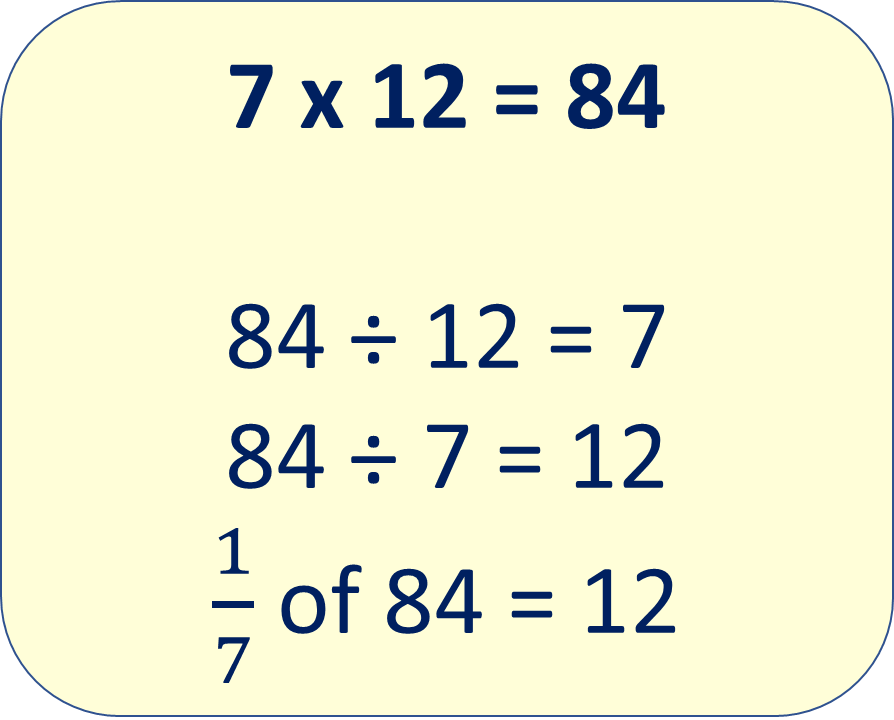 7 x 12 = 84
84 ÷ 12 = 7
84 ÷ 7 = 12
1/7 of 84 = 12